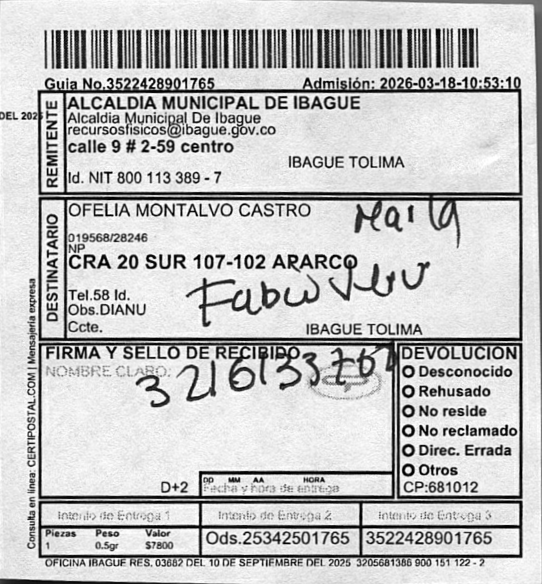 Guia No.3522428901765 Admisión: 2026-03-18-10:53:10
DEL 2025
REMITENTE
ALCALDIA MUNICIPAL DE IBAGUE
Alcaldia Municipal De Ibague
recursosfisicos@ibague.gov.co
calle 9 # 2-59 centro
IBAGUE TOLIMA
Id. NIT 800 113 389 - 7
DESTINATARIO
OFELIA MONTALVO CASTRO
019568/28246
NP
CRA 20 SUR 107-102 APARCO
Fabio
Tel.58 Id.
Obs.DIANU
Ccte.
IBAGUE TOLIMA
FIRMA Y SELLO DE RECIBIDO
NOMBRE CLARO:
D+2
DD MM AA HORA
Fecha y hora de entrega
DEVOLUCION
Desconocido
Rehusado
No reside
No reclamado
Direc. Errada
Otros
CP:681012
Intento de Entrega 1 Intento de Entrega 2 Intento de Entrega 3
Piezas Peso Valor
1 0.5gr $7800
Ods.25342501765 3522428901765
OFICINA IBAGUE RES. 03682 DEL 10 DE SEPTIEMBRE DEL 2025 3205681386 900 151 122 - 2
Consulta en línea: CERTIPOSTAL.COM | Mensajería expresa